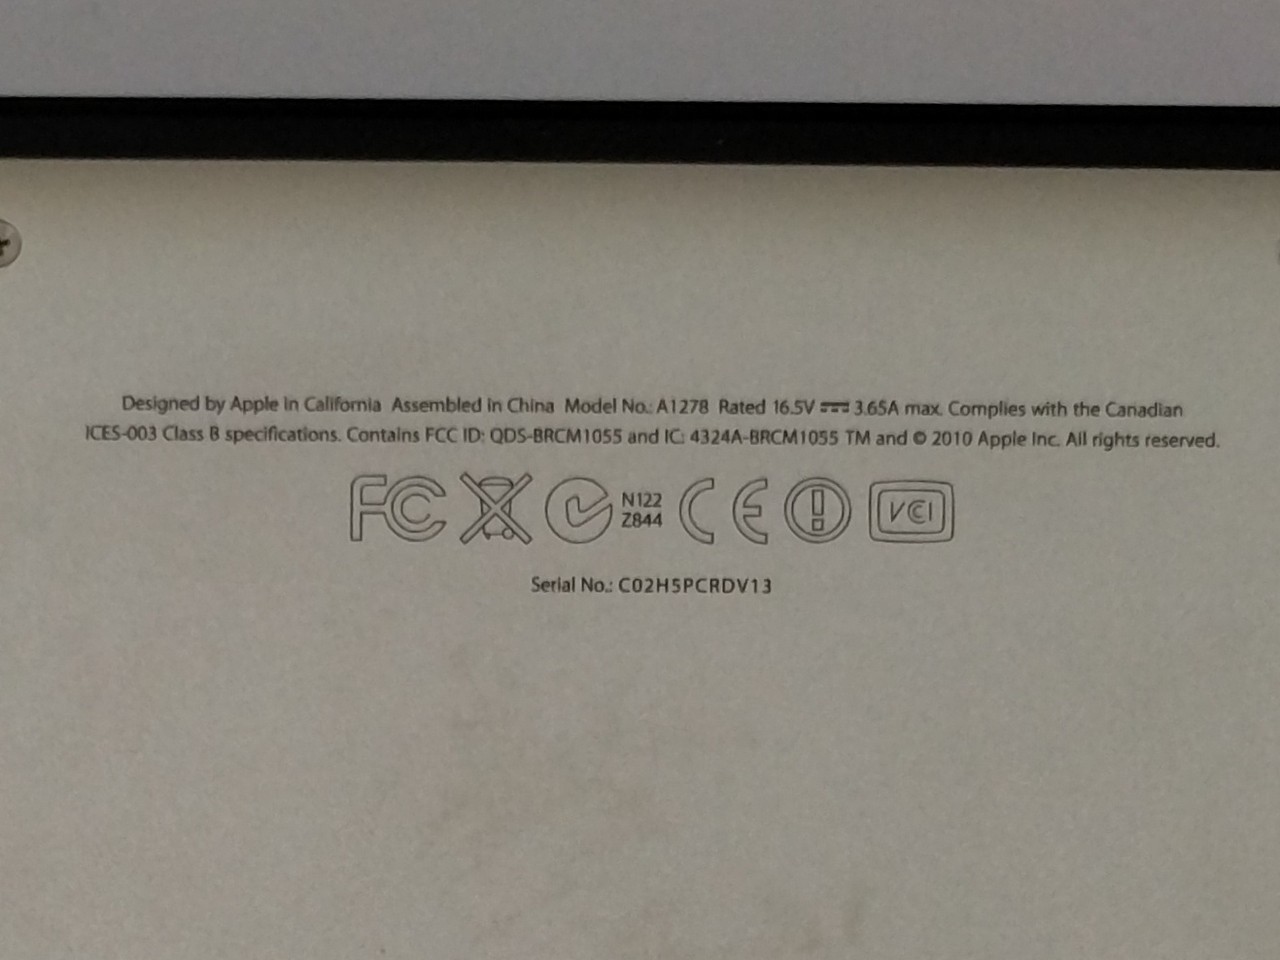 Designed by Apple in California Assembled in China Model No.: A1278 Rated 16.5V ⎓ 3.65A max. Complies with the Canadian
ICES-003 Class B specifications. Contains FCC ID: QDS-BRCM1055 and IC: 4324A-BRCM1055 TM and © 2010 Apple Inc. All rights reserved.
FC N122 CE VCI
Z844
Serial No.: C02H5PCRDV13